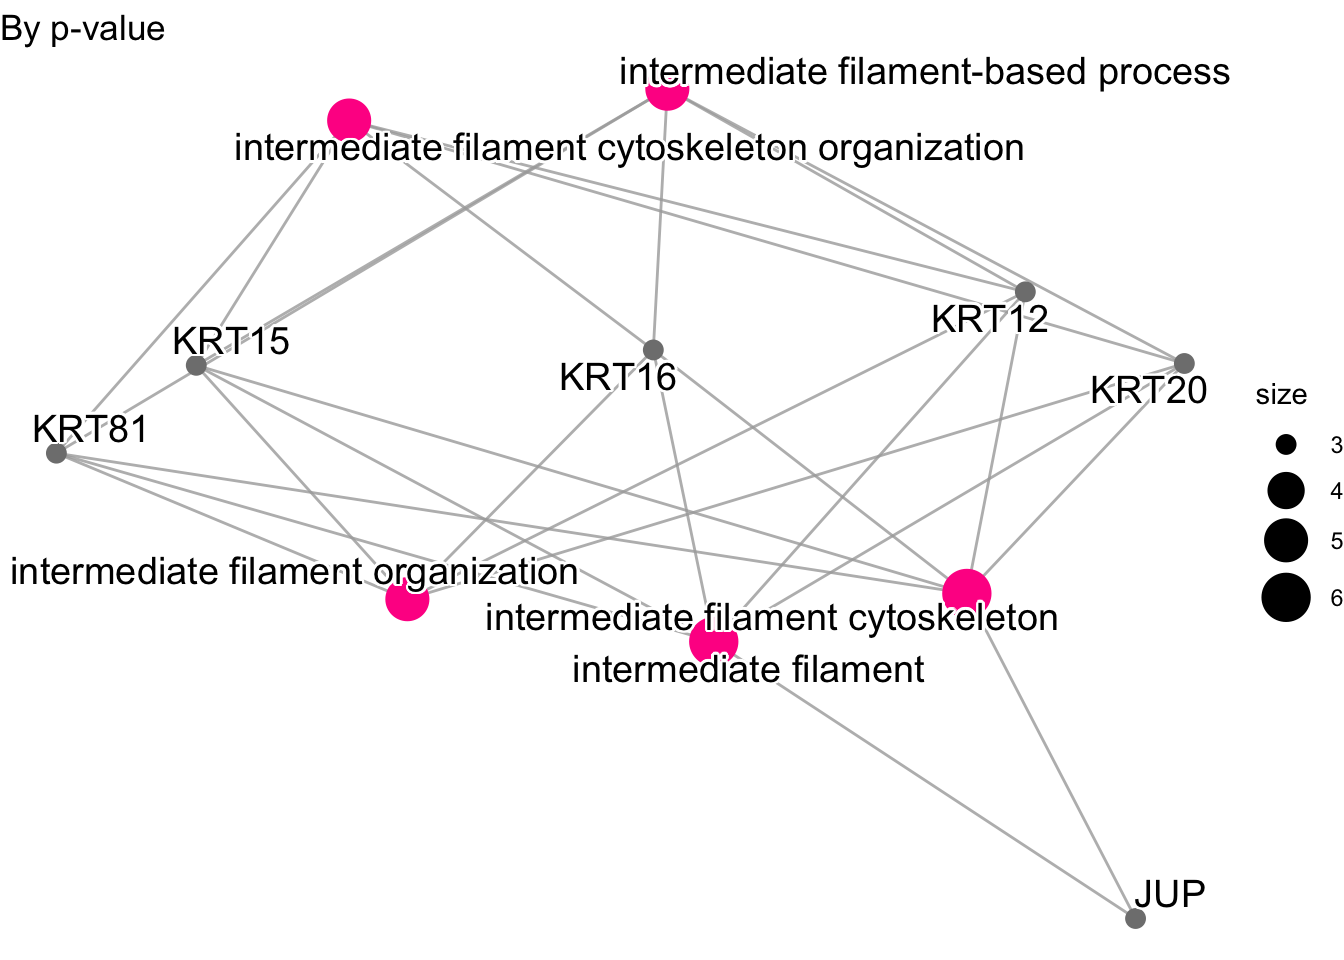 By p-value
intermediate filament-based process
intermediate filament cytoskeleton organization
KRT12
KRT15
KRT16
KRT20
KRT81
size
3
4
5
6
intermediate filament organization
intermediate filament cytoskeleton
intermediate filament
JUP